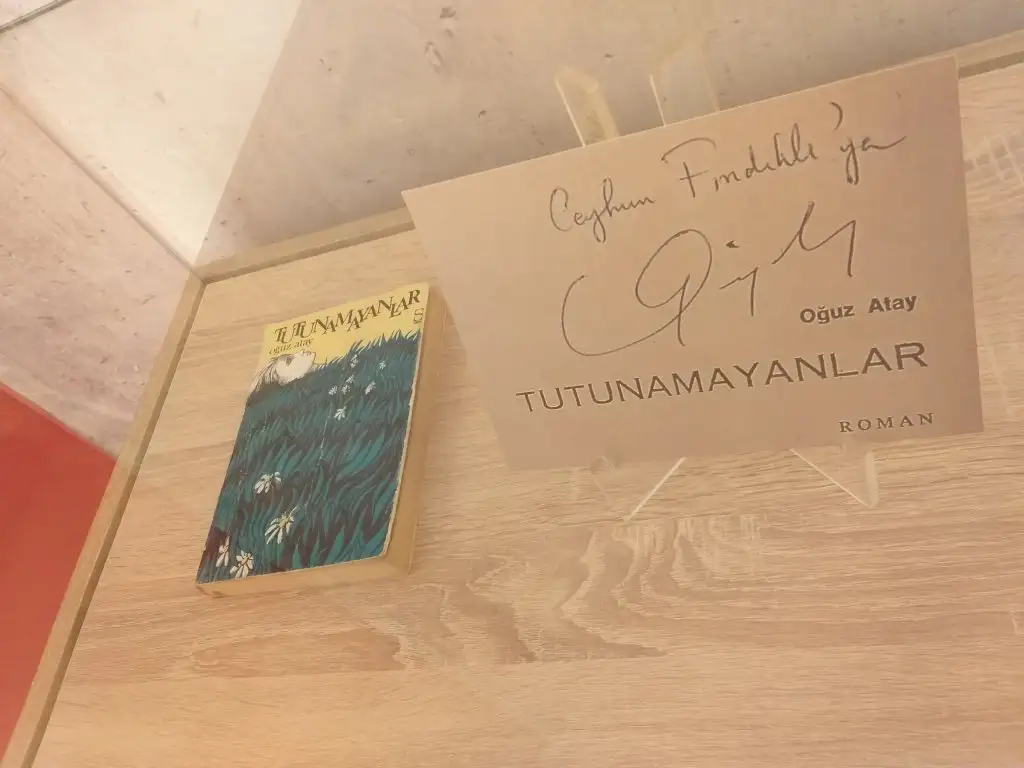 TUTUNAMAYANLAR
oğuz atay
Ceyhun Fındıklı'ya
Oğuz Atay
TUTUNAMAYANLAR
ROMAN